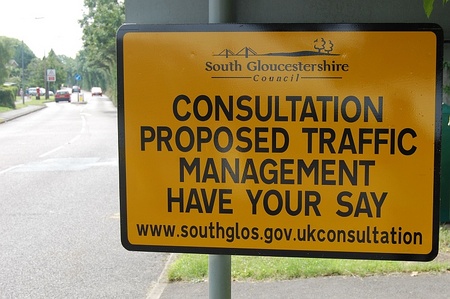 South Gloucestershire
Council
CONSULTATION
PROPOSED TRAFFIC
MANAGEMENT
HAVE YOUR SAY
www.southglos.gov.ukconsultation